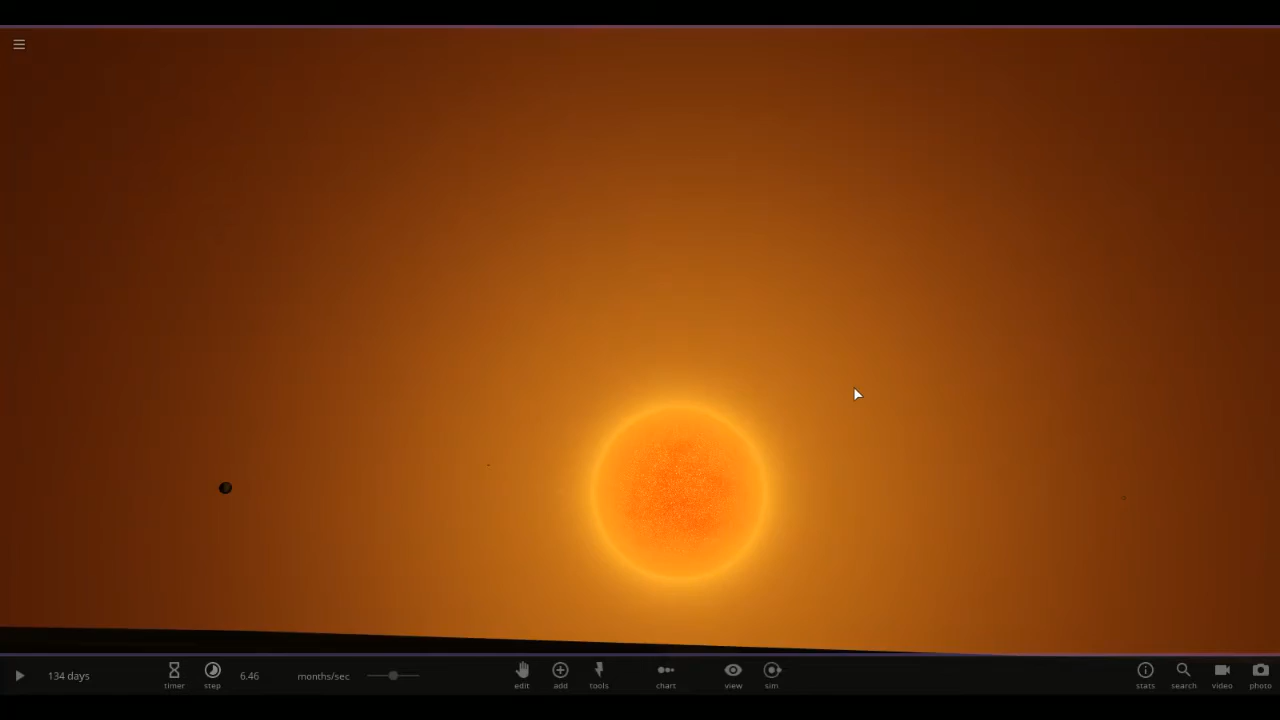 134 days
timer
step
6.46
months/sec
edit
add
tools
chart
view
sim
stats
search
video
photo